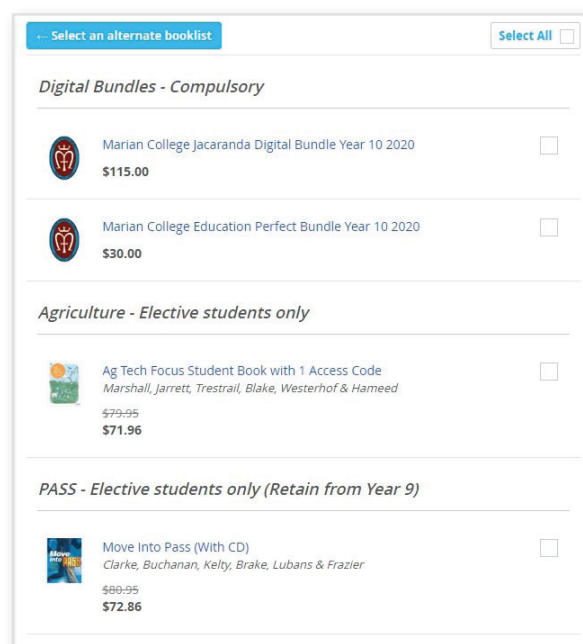 ← Select an alternate booklist
Select All
Digital Bundles - Compulsory
Marian College Jacaranda Digital Bundle Year 10 2020
$115.00
Marian College Education Perfect Bundle Year 10 2020
$30.00
Agriculture - Elective students only
Ag Tech Focus Student Book with 1 Access Code
Marshall, Jarrett, Trestrail, Blake, Westerhof & Hameed
$79.95
$71.96
PASS - Elective students only (Retain from Year 9)
Move Into Pass (With CD)
Clarke, Buchanan, Kelty, Brake, Lubans & Frazier
Move
into PASS
$80.95
$72.86